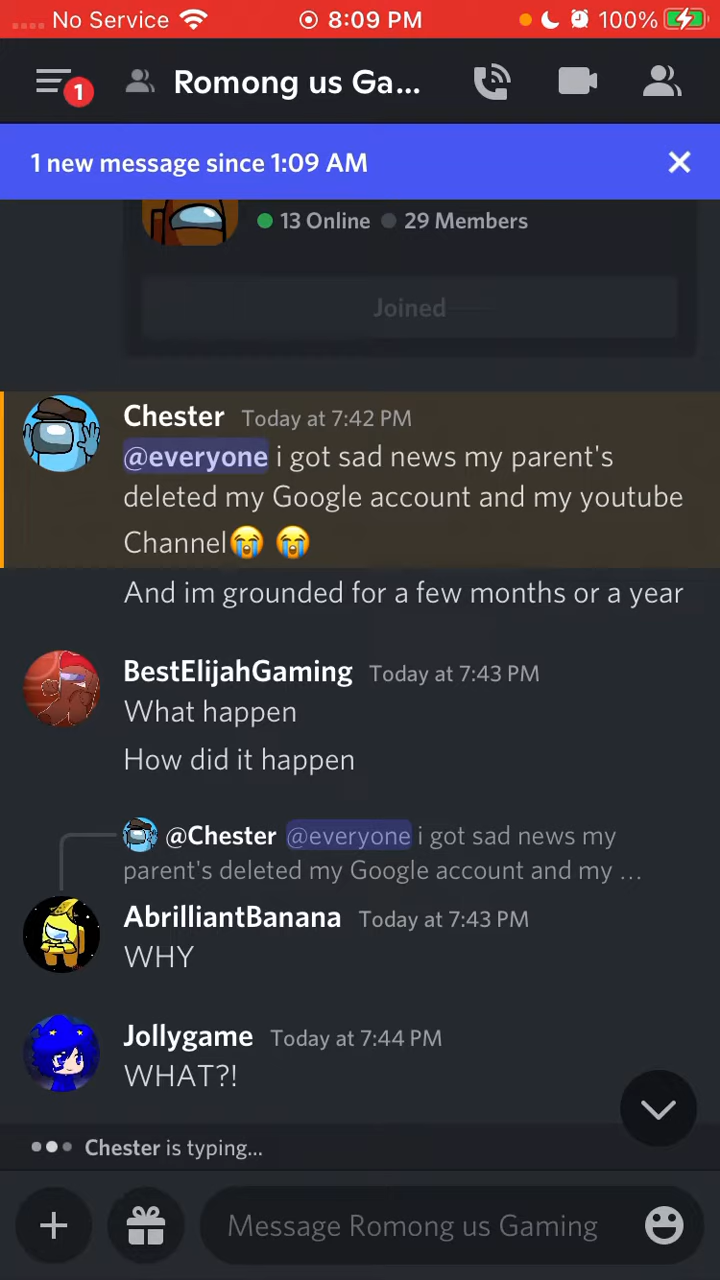 No Service 8:09 PM 100%
1 Romong us Ga...
1 new message since 1:09 AM
13 Online 29 Members
Joined
Chester Today at 7:42 PM
@everyone i got sad news my parent's
deleted my Google account and my youtube
Channel😭 😭
And im grounded for a few months or a year
BestElijahGaming Today at 7:43 PM
What happen
How did it happen
@Chester @everyone i got sad news my
parent's deleted my Google account and my ...
AbrilliantBanana Today at 7:43 PM
WHY
Jollygame Today at 7:44 PM
WHAT?!
Chester is typing...
Message Romong us Gaming